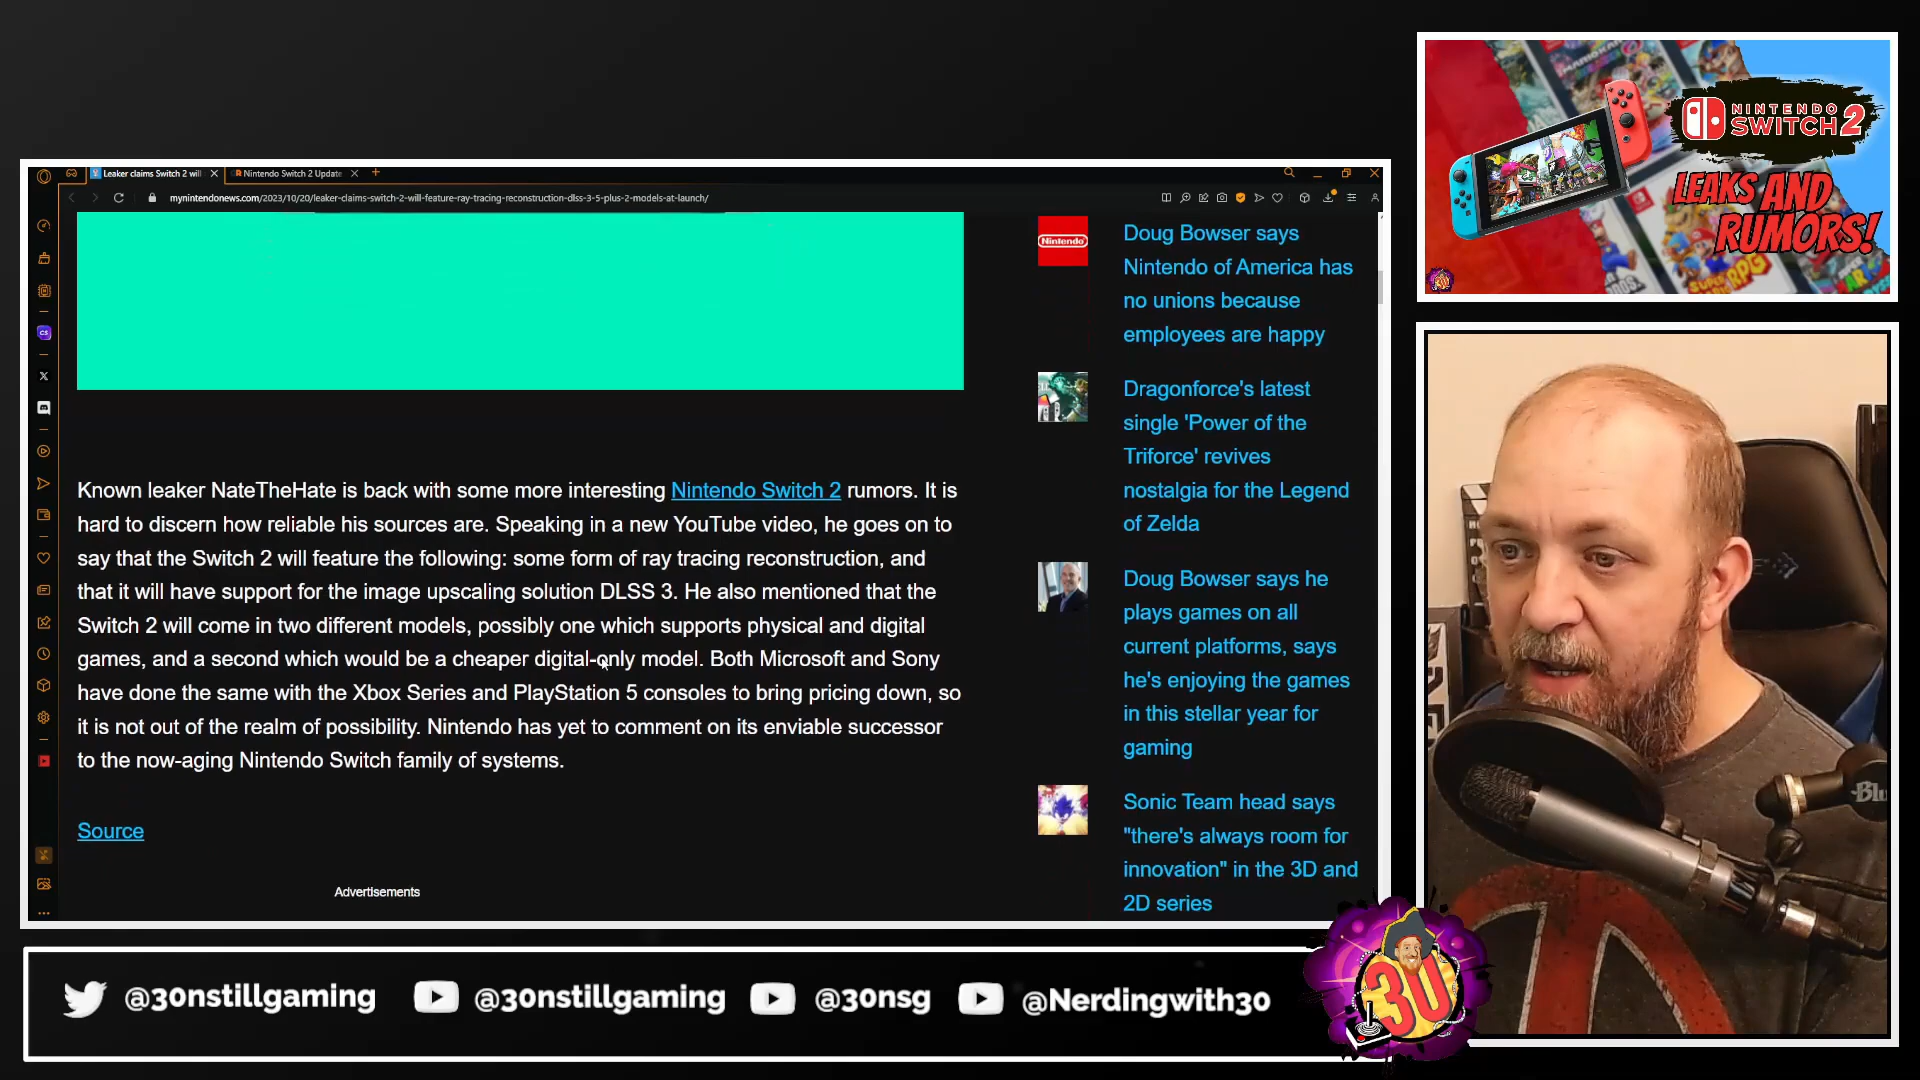 Leaker claims Switch 2 will
Nintendo Switch 2 Update
mynintendonews.com/2023/10/20/leaker-claims-switch-2-will-feature-ray-tracing-reconstruction-dlss-3-5-plus-2-models-at-launch/
Known leaker NateTheHate is back with some more interesting Nintendo Switch 2 rumors. It is
hard to discern how reliable his sources are. Speaking in a new YouTube video, he goes on to
say that the Switch 2 will feature the following: some form of ray tracing reconstruction, and
that it will have support for the image upscaling solution DLSS 3. He also mentioned that the
Switch 2 will come in two different models, possibly one which supports physical and digital
games, and a second which would be a cheaper digital-only model. Both Microsoft and Sony
have done the same with the Xbox Series and PlayStation 5 consoles to bring pricing down, so
it is not out of the realm of possibility. Nintendo has yet to comment on its enviable successor
to the now-aging Nintendo Switch family of systems.
Source
Advertisements
Nintendo
Doug Bowser says
Nintendo of America has
no unions because
employees are happy
Dragonforce's latest
single 'Power of the
Triforce' revives
nostalgia for the Legend
of Zelda
Doug Bowser says he
plays games on all
current platforms, says
he's enjoying the games
in this stellar year for
gaming
Sonic Team head says
"there's always room for
innovation" in the 3D and
2D series
NINTENDO
SWITCH 2
LEAKS AND
RUMORS!
Blu
@30nstillgaming
@30nstillgaming
@30nsg
@Nerdingwith30
30